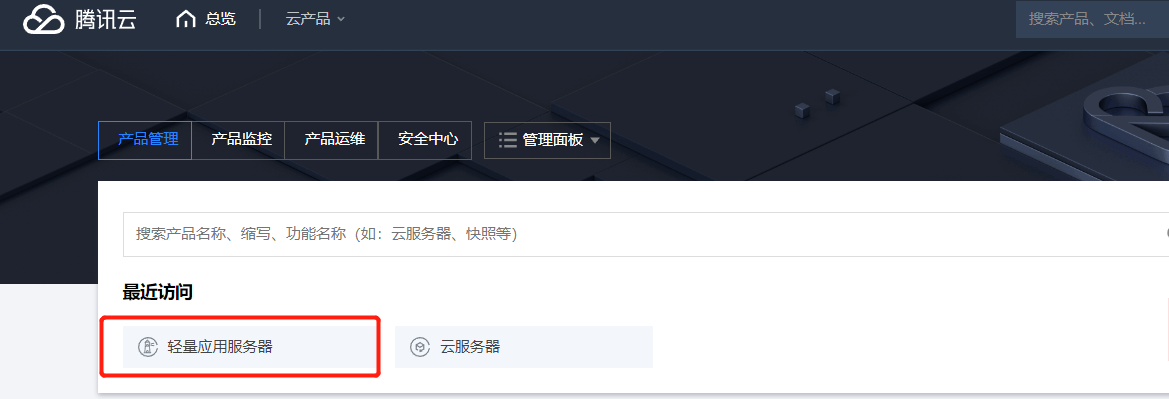 腾讯云 总览 云产品 搜索产品、文档...
产品管理 产品监控 产品运维 安全中心 管理面板
搜索产品名称、缩写、功能名称（如：云服务器、快照等）
最近访问
轻量应用服务器 云服务器